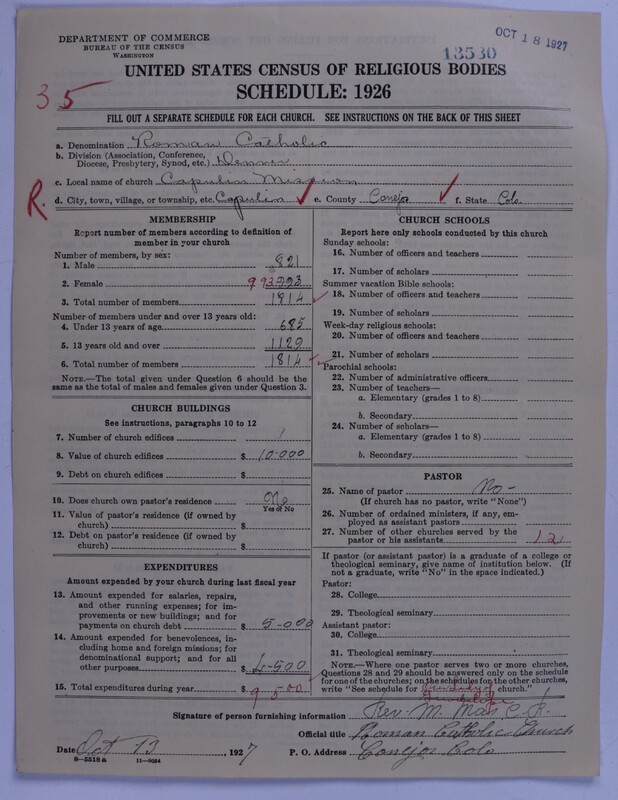 DEPARTMENT OF COMMERCE
BUREAU OF THE CENSUS
WASHINGTON
OCT 18 1927
13530
UNITED STATES CENSUS OF RELIGIOUS BODIES
SCHEDULE: 1926
35
FILL OUT A SEPARATE SCHEDULE FOR EACH CHURCH. SEE INSTRUCTIONS ON THE BACK OF THIS SHEET
a. Denomination Roman Catholic
b. Division (Association, Conference, Diocese, Presbytery, Synod, etc.) Denver
c. Local name of church Capulin Mission
R.
d. City, town, village, or township, etc. Capulin e. County Conejos f. State Colo.
MEMBERSHIP
Report number of members according to definition of
member in your church
Number of members, by sex:
1. Male 821
2. Female 993
3. Total number of members 1814
Number of members under and over 13 years old:
4. Under 13 years of age 685
5. 13 years old and over 1129
6. Total number of members 1814
NOTE.—The total given under Question 6 should be the
same as the total of males and females given under Question 3.
CHURCH BUILDINGS
See instructions, paragraphs 10 to 12
7. Number of church edifices 1
8. Value of church edifices $ 10-000
9. Debt on church edifices $
10. Does church own pastor's residence No
Yes or No
11. Value of pastor's residence (if owned by
church) $
12. Debt on pastor's residence (if owned by
church) $
EXPENDITURES
Amount expended by your church during last fiscal year
13. Amount expended for salaries, repairs,
and other running expenses; for im-
provements or new buildings; and for
payments on church debt $ 5-000
14. Amount expended for benevolences, in-
cluding home and foreign missions; for
denominational support; and for all
other purposes $ 4-500
15. Total expenditures during year $ 9500
CHURCH SCHOOLS
Report here only schools conducted by this church
Sunday schools:
16. Number of officers and teachers
17. Number of scholars
Summer vacation Bible schools:
18. Number of officers and teachers
19. Number of scholars
Week-day religious schools:
20. Number of officers and teachers
21. Number of scholars
Parochial schools:
22. Number of administrative officers
23. Number of teachers—
a. Elementary (grades 1 to 8)
b. Secondary
24. Number of scholars—
a. Elementary (grades 1 to 8)
b. Secondary
PASTOR
25. Name of pastor No-
(If church has no pastor, write "None")
26. Number of ordained ministers, if any, em-
ployed as assistant pastors
27. Number of other churches served by the
pastor or his assistants 12
If pastor (or assistant pastor) is a graduate of a college or
theological seminary, give name of institution below. (If
not a graduate, write "No" in the space indicated.)
Pastor:
28. College
29. Theological seminary
Assistant pastor:
30. College
31. Theological seminary
NOTE.—Where one pastor serves two or more churches,
Questions 28 and 29 should be answered only on the schedule
for one of the churches; on the schedules for the other churches,
write "See schedule for church."
Signature of person furnishing information Rev. M.
Official title Roman Catholic Church
Date Oct 13, 1927 P. O. Address Conejos Colo
8-5518a 11-9094